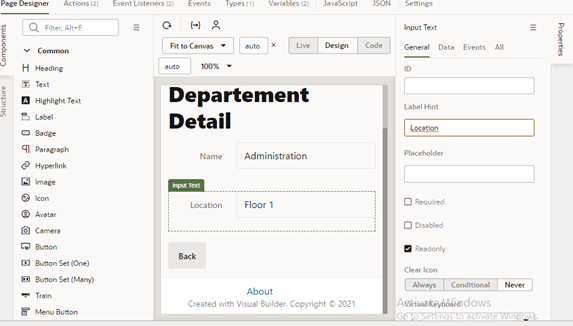 Page Designer Actions (2) Event Listeners (2) Events Types (1) Variables (2) JavaScript JSON Settings
Components
Structure
Filter, Alt+F
Common
Heading
Text
Highlight Text
Label
Badge
Paragraph
Hyperlink
Image
Icon
Avatar
Camera
Button
Button Set (One)
Button Set (Many)
Train
Menu Button
Fit to Canvas auto × Live Design Code
auto 100%
Departement
Detail
Name Administration
Input Text
Location Floor 1
Back
About
Created with Visual Builder, Copyright © 2021
Input Text
General Data Events All
ID
Label Hint
Location
Placeholder
Required
Disabled
Readonly
Clear Icon
Always Conditional Never
Virtual Keyboard
Activate Windows
Go to Settings to activate Windows.
Properties